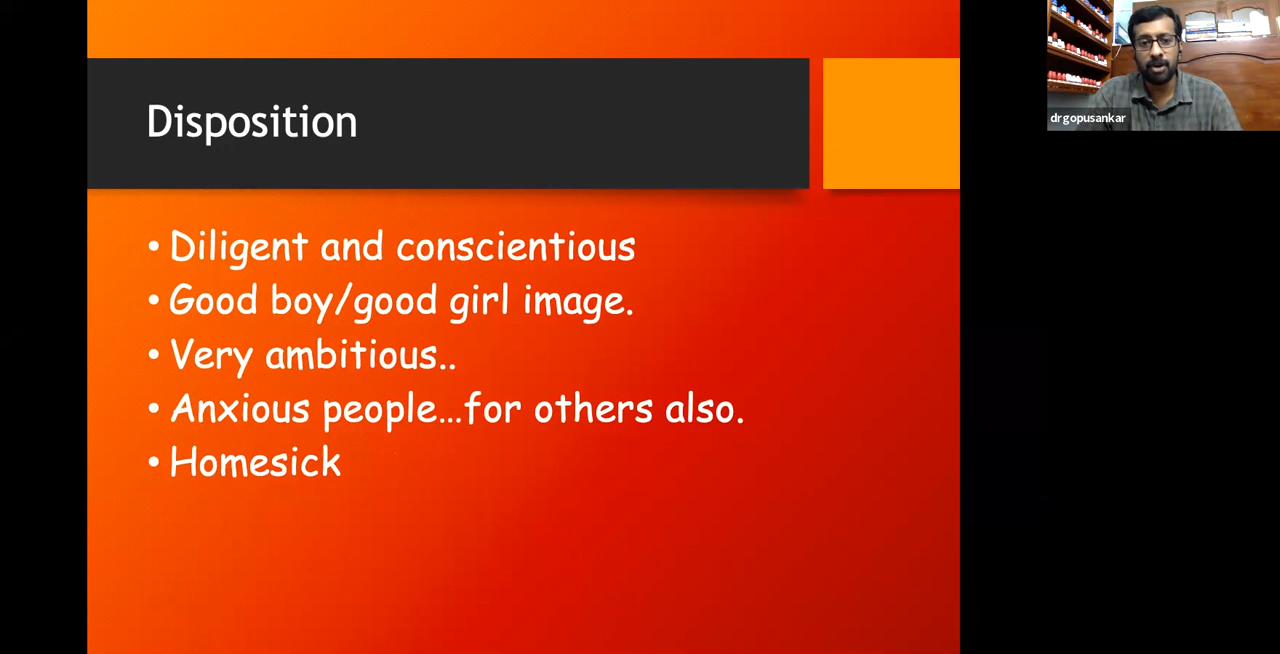 Disposition
• Diligent and conscientious
• Good boy/good girl image.
• Very ambitious..
• Anxious people...for others also.
• Homesick
drgopusankar